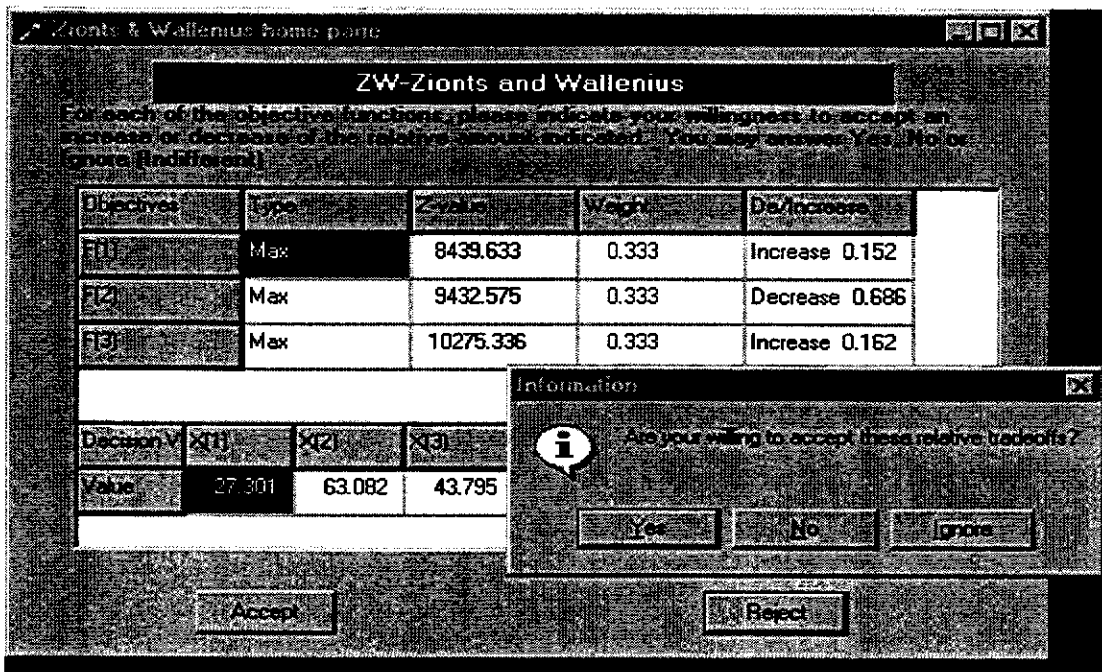 Zionts & Wallenius home page
ZW-Zionts and Wallenius
For each of the objective functions, please indicate your willingness to accept an
increase or decrease of the relative amount indicated. You may answer Yes, No or
Ignore (Indifferent)
Objectives Type Z-value Weight De/Increase
F[1] Max 8439.633 0.333 Increase 0.152
F[2] Max 9432.575 0.333 Decrease 0.686
F[3] Max 10275.336 0.333 Increase 0.162
Information
Are your willing to accept these relative tradeoffs?
Yes No Ignore
Decision V X[1] X[2] X[3]
Value 27.301 63.082 43.795
Accept Reject